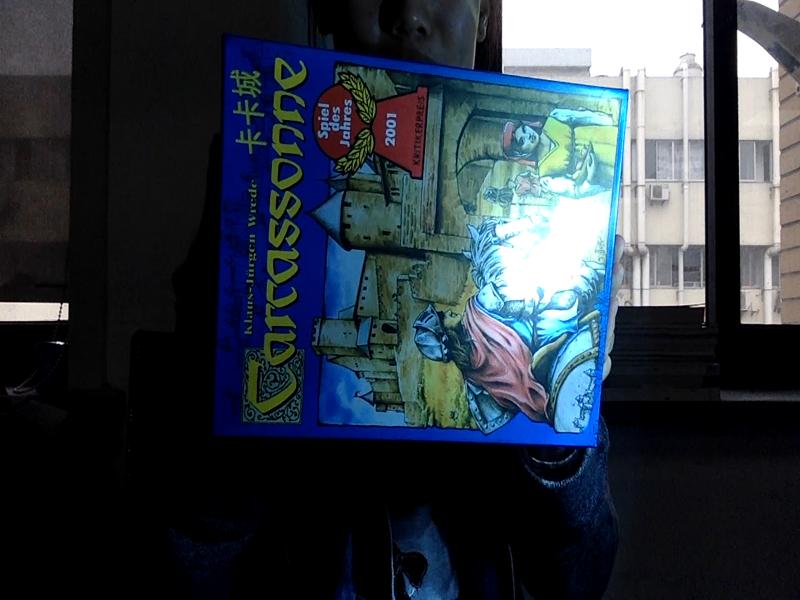 卡卡城
Klaus-Jürgen Wrede
Carcassonne
Spiel
des
Jahres
2001
KRITIKERPREIS